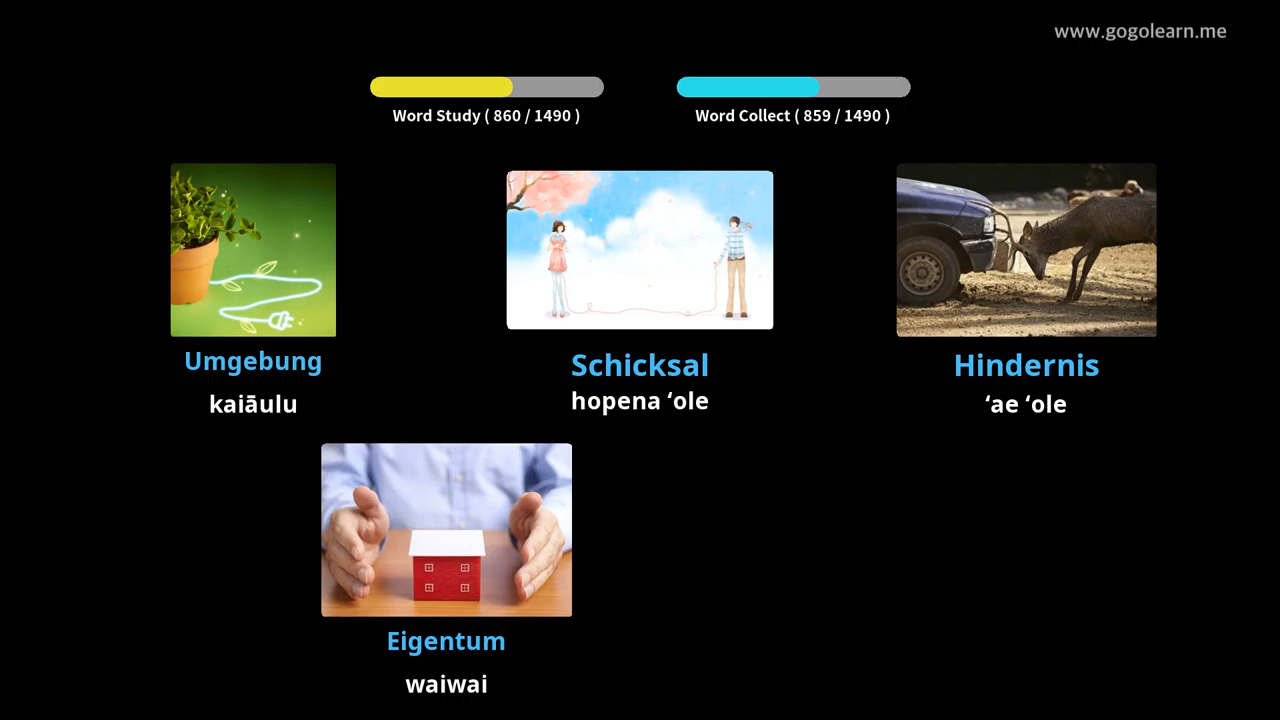 www.gogolearn.me
Word Study ( 860 / 1490 )
Word Collect ( 859 / 1490 )
Umgebung
kaiāulu
Schicksal
hopena ʻole
Hindernis
ʻae ʻole
Eigentum
waiwai